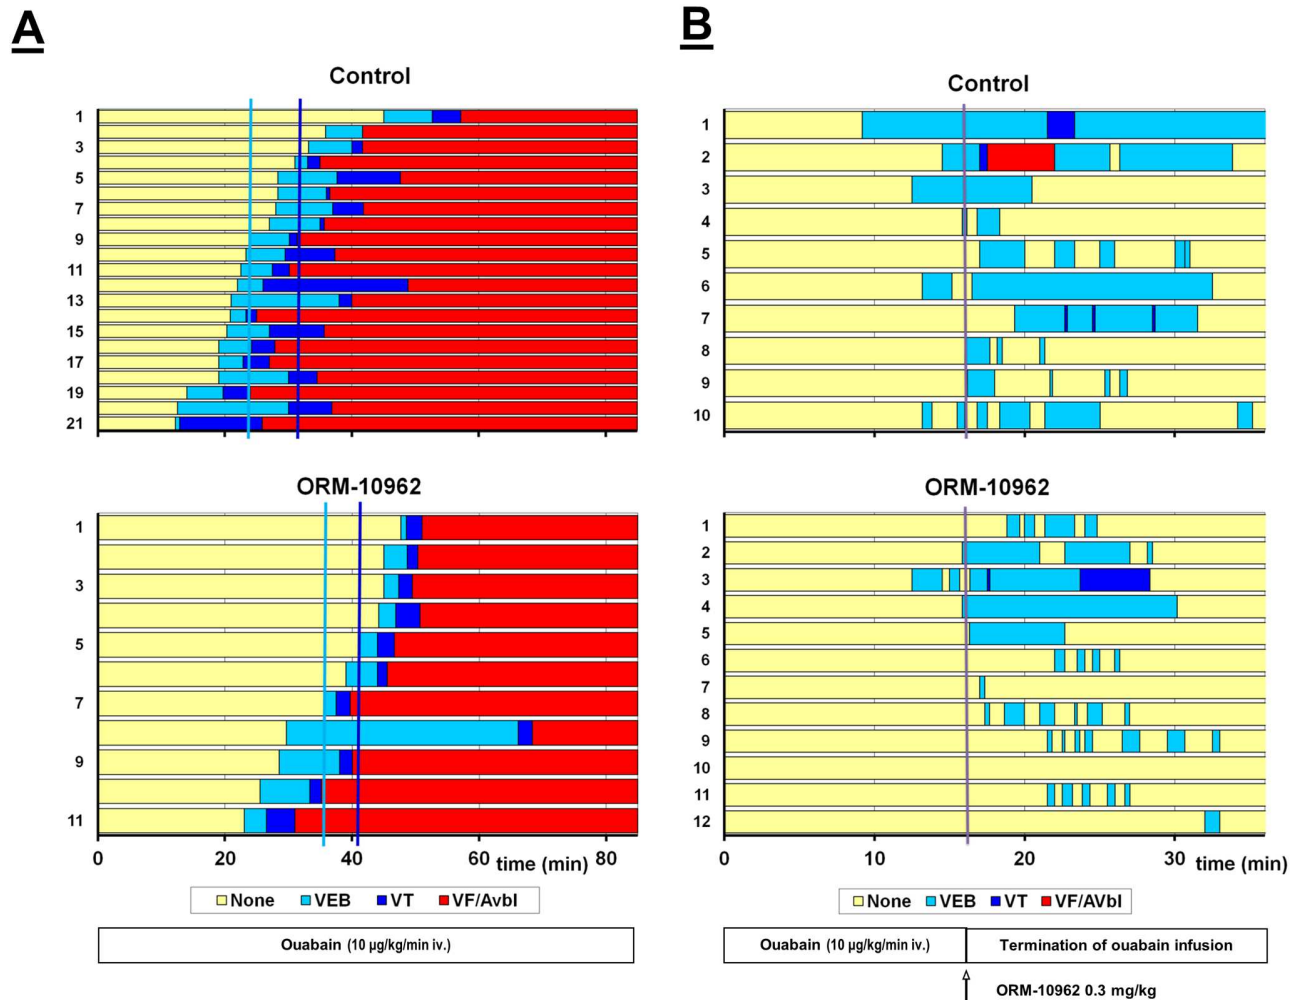 A
Control
1
3
5
7
9
11
13
15
17
19
21
ORM-10962
1
3
5
7
9
11
0 20 40 60 80
time (min)
None VEB VT VF/Avbl
Ouabain (10 µg/kg/min iv.)
B
Control
1
2
3
4
5
6
7
8
9
10
ORM-10962
1
2
3
4
5
6
7
8
9
10
11
12
0 10 20 30
time (min)
None VEB VT VF/AVbl
Ouabain (10 µg/kg/min iv.) Termination of ouabain infusion
ORM-10962 0.3 mg/kg